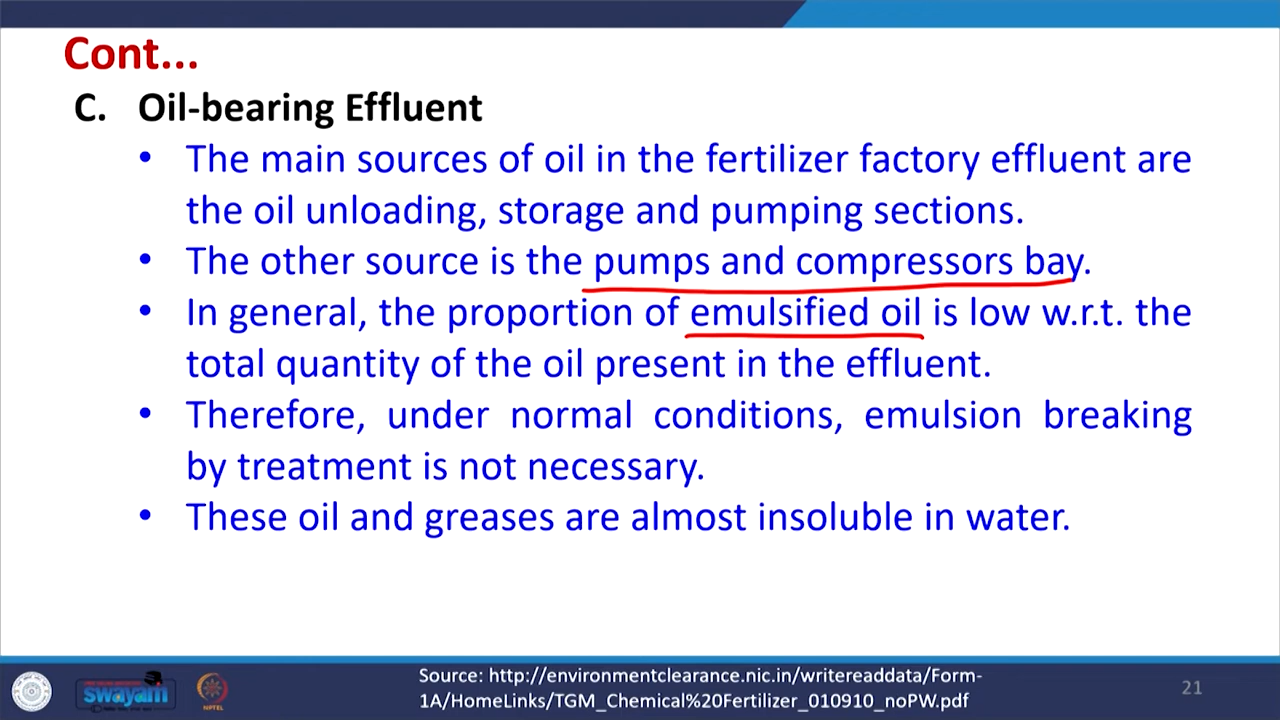 Cont...
C. Oil-bearing Effluent
• The main sources of oil in the fertilizer factory effluent are
the oil unloading, storage and pumping sections.
• The other source is the pumps and compressors bay.
• In general, the proportion of emulsified oil is low w.r.t. the
total quantity of the oil present in the effluent.
• Therefore, under normal conditions, emulsion breaking
by treatment is not necessary.
• These oil and greases are almost insoluble in water.
Source: http://environmentclearance.nic.in/writereaddata/Form-
1A/HomeLinks/TGM_Chemical%20Fertilizer_010910_noPW.pdf
21
swayam
NPTEL